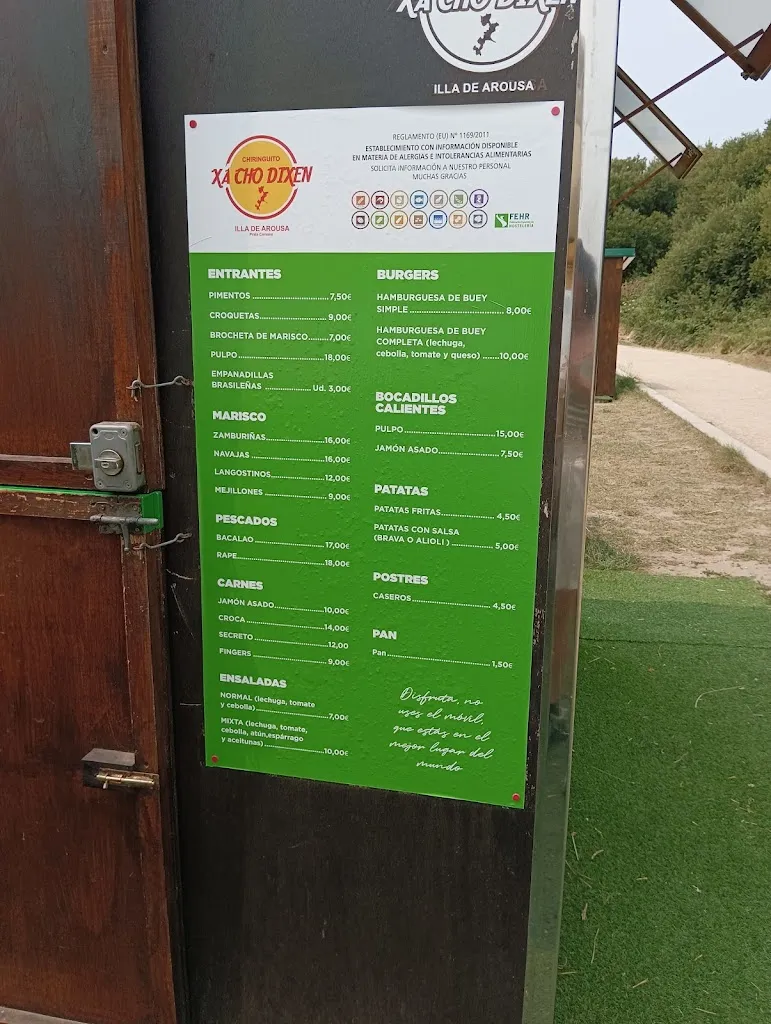 XA CHO DIXEN
ILLA DE AROUSA
CHIRINGUITO
XA CHO DIXEN
ILLA DE AROUSA
REGLAMENTO (EU) Nº 1169/2011
ESTABLECIMIENTO CON INFORMACIÓN DISPONIBLE
EN MATERIA DE ALERGIAS E INTOLERANCIAS ALIMENTARIAS
SOLICITA INFORMACIÓN A NUESTRO PERSONAL
MUCHAS GRACIAS
FEHR
HOSTELERÍA
ENTRANTES
PIMENTOS ..................7,50€
CROQUETAS ..................9,00€
BROCHETA DE MARISCO........7,00€
PULPO..................18,00€
EMPANADILLAS
BRASILEÑAS ............ Ud. 3,00€
MARISCO
ZAMBURIÑAS..................16,00€
NAVAJAS ..................16,00€
LANGOSTINOS..................12,00€
MEJILLONES ..................9,00€
PESCADOS
BACALAO ..................17,00€
RAPE..................18,00€
CARNES
JAMÓN ASADO..................10,00€
CROCA ..................14,00€
SECRETO ..................12,00
FINGERS ..................9,00€
ENSALADAS
NORMAL (lechuga, tomate
y cebolla) ..................7,00€
MIXTA (lechuga, tomate,
cebolla, atún,espárrago
y aceitunas) ..................10,00€
BURGERS
HAMBURGUESA DE BUEY
SIMPLE ..................8,00€
HAMBURGUESA DE BUEY
COMPLETA (lechuga,
cebolla, tomate y queso) ......10,00€
BOCADILLOS
CALIENTES
PULPO..................15,00€
JAMÓN ASADO..................7,50€
PATATAS
PATATAS FRITAS..................4,50€
PATATAS CON SALSA
(BRAVA O ALIOLI ) ..................5,00€
POSTRES
CASEROS ..................4,50€
PAN
Pan..................1,50€
Disfruta, no
uses el móvil,
que estás en el
mejor lugar del
mundo